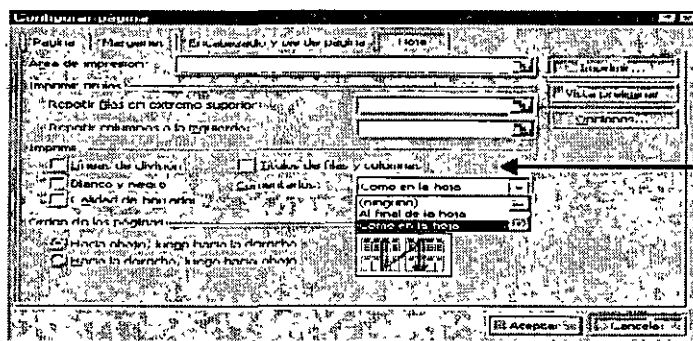 Configurar página
Página Márgenes Encabezado y pie de página Hoja
Área de impresión:
Imprimir...
Imprimir títulos
Vista preliminar
Repetir filas en extremo superior:
Opciones...
Repetir columnas a la izquierda:
Imprimir
Líneas de división Títulos de filas y columnas
Blanco y negro Comentarios: Como en la hoja
Calidad de borrador (ninguno)
Al final de la hoja
Como en la hoja
Orden de las páginas
Hacia abajo, luego hacia la derecha
Hacia la derecha, luego hacia abajo
Aceptar Cancelar